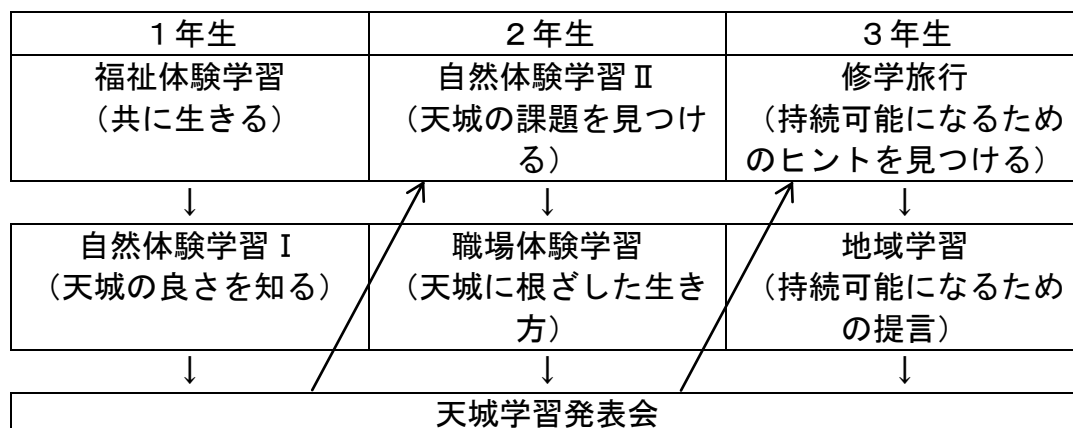 １年生
２年生
３年生
福祉体験学習
（共に生きる）
自然体験学習Ⅱ
（天城の課題を見つけ
る）
修学旅行
（持続可能になるため
のヒントを見つける）
↓
↓
↓
自然体験学習Ⅰ
（天城の良さを知る）
職場体験学習
（天城に根ざした生き
方）
地域学習
（持続可能になるため
の提言）
↓
↓
↓
天城学習発表会